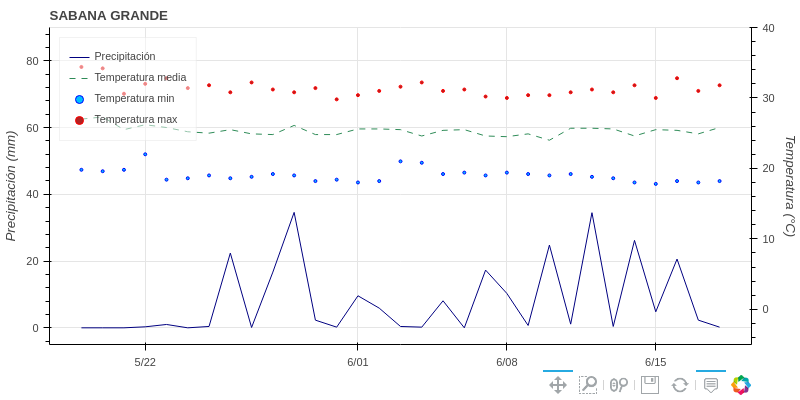 SABANA GRANDE
Precipitación
Temperatura media
Temperatura min
Temperatura max
Precipitación (mm)
80
60
40
20
0
Temperatura (°C)
40
30
20
10
0
5/22
6/01
6/08
6/15